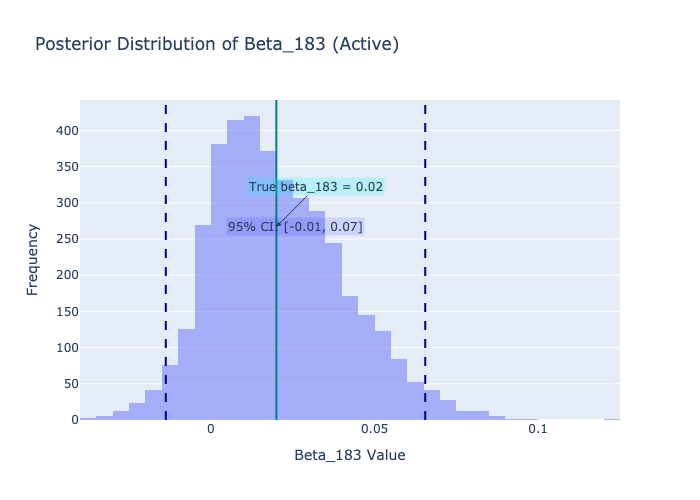 Posterior Distribution of Beta_183 (Active)
400
350
300
250
200
150
100
50
0
Frequency
True beta_183 = 0.02
95% CI: [-0.01, 0.07]
0
0.05
0.1
Beta_183 Value